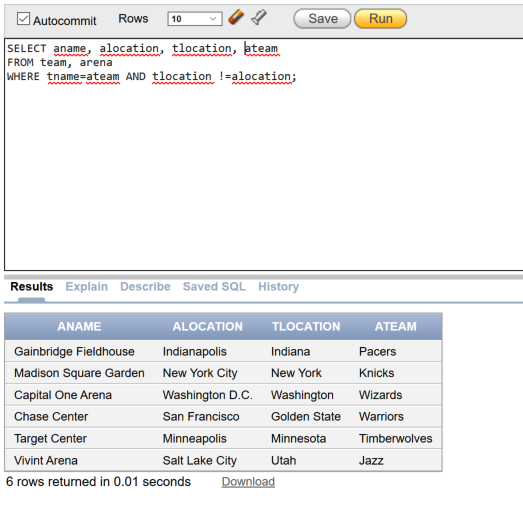 Autocommit Rows 10 Save Run
SELECT aname, alocation, tlocation, ateam
FROM team, arena
WHERE tname=ateam AND tlocation !=alocation;
Results Explain Describe Saved SQL History
ANAME ALOCATION TLOCATION ATEAM
Gainbridge Fieldhouse Indianapolis Indiana Pacers
Madison Square Garden New York City New York Knicks
Capital One Arena Washington D.C. Washington Wizards
Chase Center San Francisco Golden State Warriors
Target Center Minneapolis Minnesota Timberwolves
Vivint Arena Salt Lake City Utah Jazz
6 rows returned in 0.01 seconds Download